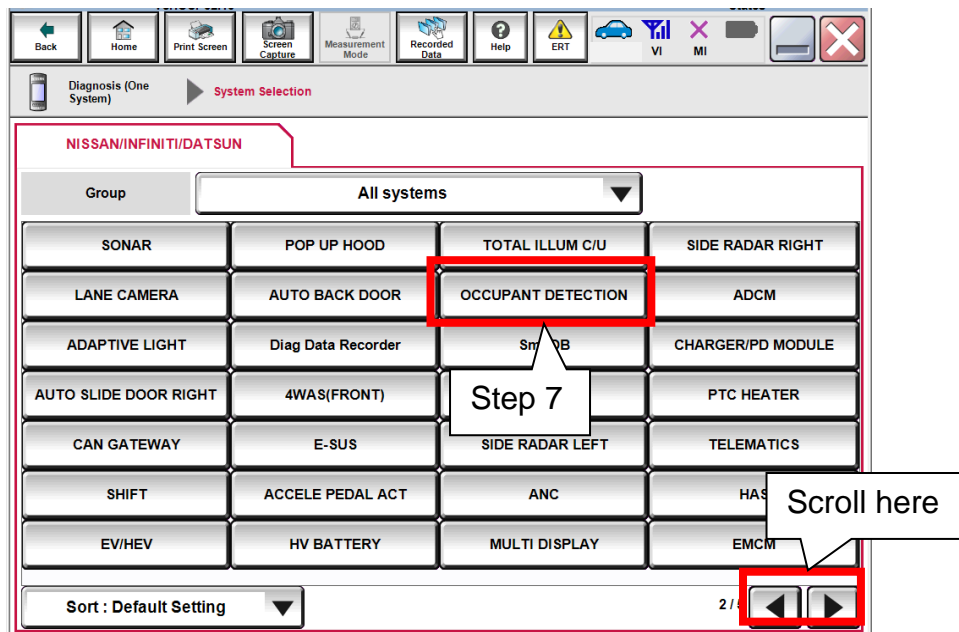 Back
Home
Print Screen
Screen
Capture
Measurement
Mode
Recorded
Data
Help
ERT
VI
MI
Diagnosis (One
System)
System Selection
NISSAN/INFINITI/DATSUN
Group
All systems
SONAR
POP UP HOOD
TOTAL ILLUM C/U
SIDE RADAR RIGHT
LANE CAMERA
AUTO BACK DOOR
OCCUPANT DETECTION
ADCM
ADAPTIVE LIGHT
Diag Data Recorder
CHARGER/PD MODULE
AUTO SLIDE DOOR RIGHT
4WAS(FRONT)
Step 7
PTC HEATER
CAN GATEWAY
E-SUS
SIDE RADAR LEFT
TELEMATICS
SHIFT
ACCELE PEDAL ACT
ANC
Scroll here
EV/HEV
HV BATTERY
MULTI DISPLAY
EMCM
Sort : Default Setting
2/